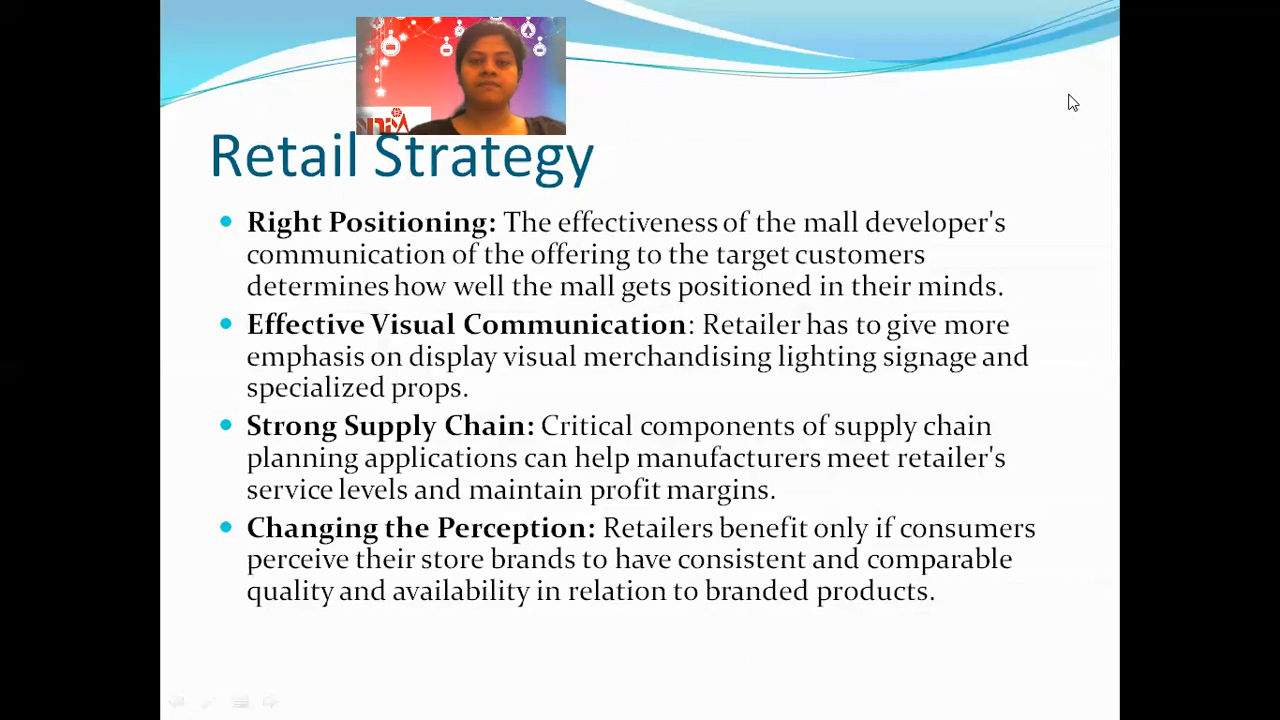 Retail Strategy
Right Positioning: The effectiveness of the mall developer's
communication of the offering to the target customers
determines how well the mall gets positioned in their minds.
Effective Visual Communication: Retailer has to give more
emphasis on display visual merchandising lighting signage and
specialized props.
Strong Supply Chain: Critical components of supply chain
planning applications can help manufacturers meet retailer's
service levels and maintain profit margins.
Changing the Perception: Retailers benefit only if consumers
perceive their store brands to have consistent and comparable
quality and availability in relation to branded products.